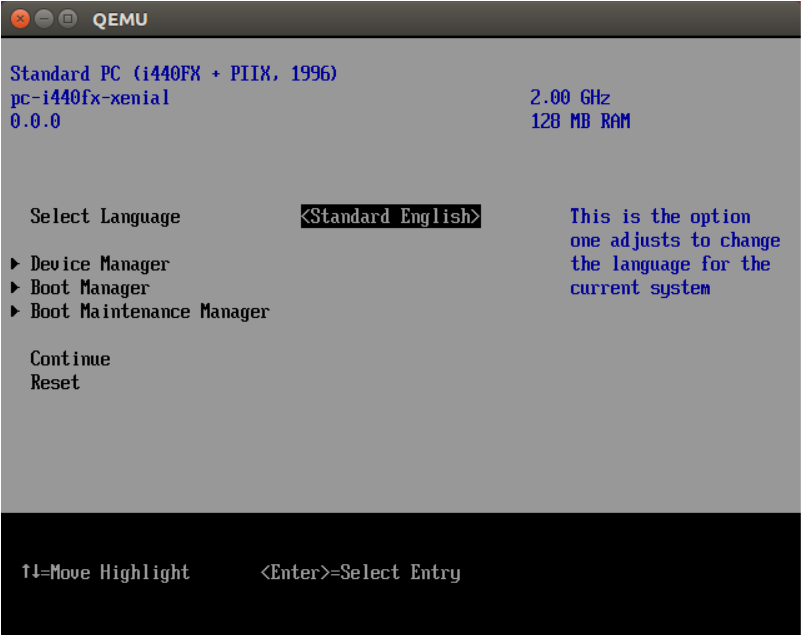 QEMU
Standard PC (i440FX + PIIX, 1996)
pc-i440fx-xenial 2.00 GHz
0.0.0 128 MB RAM
Select Language <Standard English> This is the option
one adjusts to change
▶ Device Manager the language for the
▶ Boot Manager current system
▶ Boot Maintenance Manager
Continue
Reset
↑↓=Move Highlight <Enter>=Select Entry